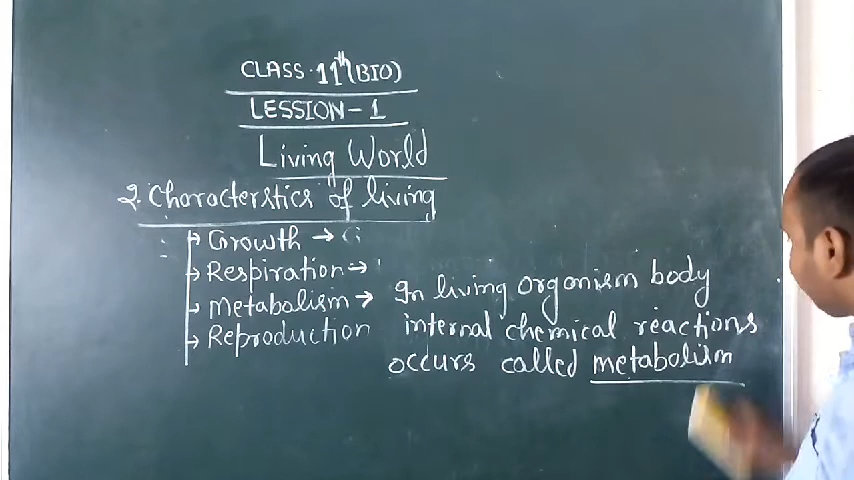 CLASS. 11th (BIO)
LESSION - 1
Living World
2. Characterstics of living
Growth → G
Respiration →
Metabolism → In living organism body
internal chemical reactions
occurs called metabolism
Reproduction